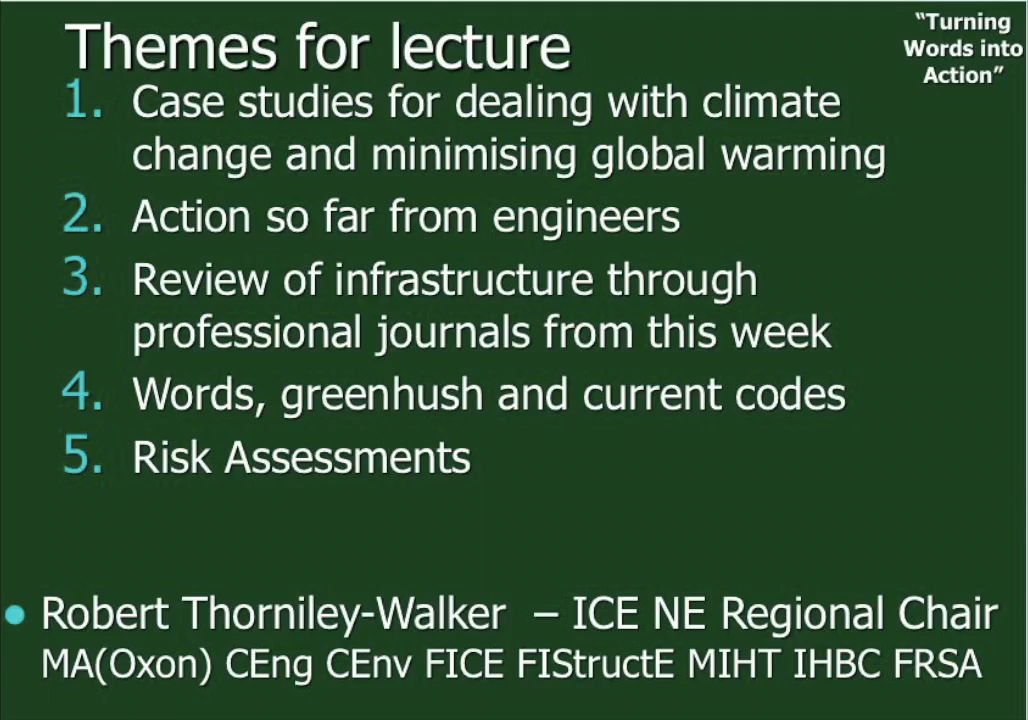 Themes for lecture
“Turning
Words into
Action”
1. Case studies for dealing with climate
change and minimising global warming
2. Action so far from engineers
3. Review of infrastructure through
professional journals from this week
4. Words, greenhush and current codes
5. Risk Assessments
• Robert Thorniley-Walker – ICE NE Regional Chair
MA(Oxon) CEng CEnv FICE FIStructE MIHT IHBC FRSA